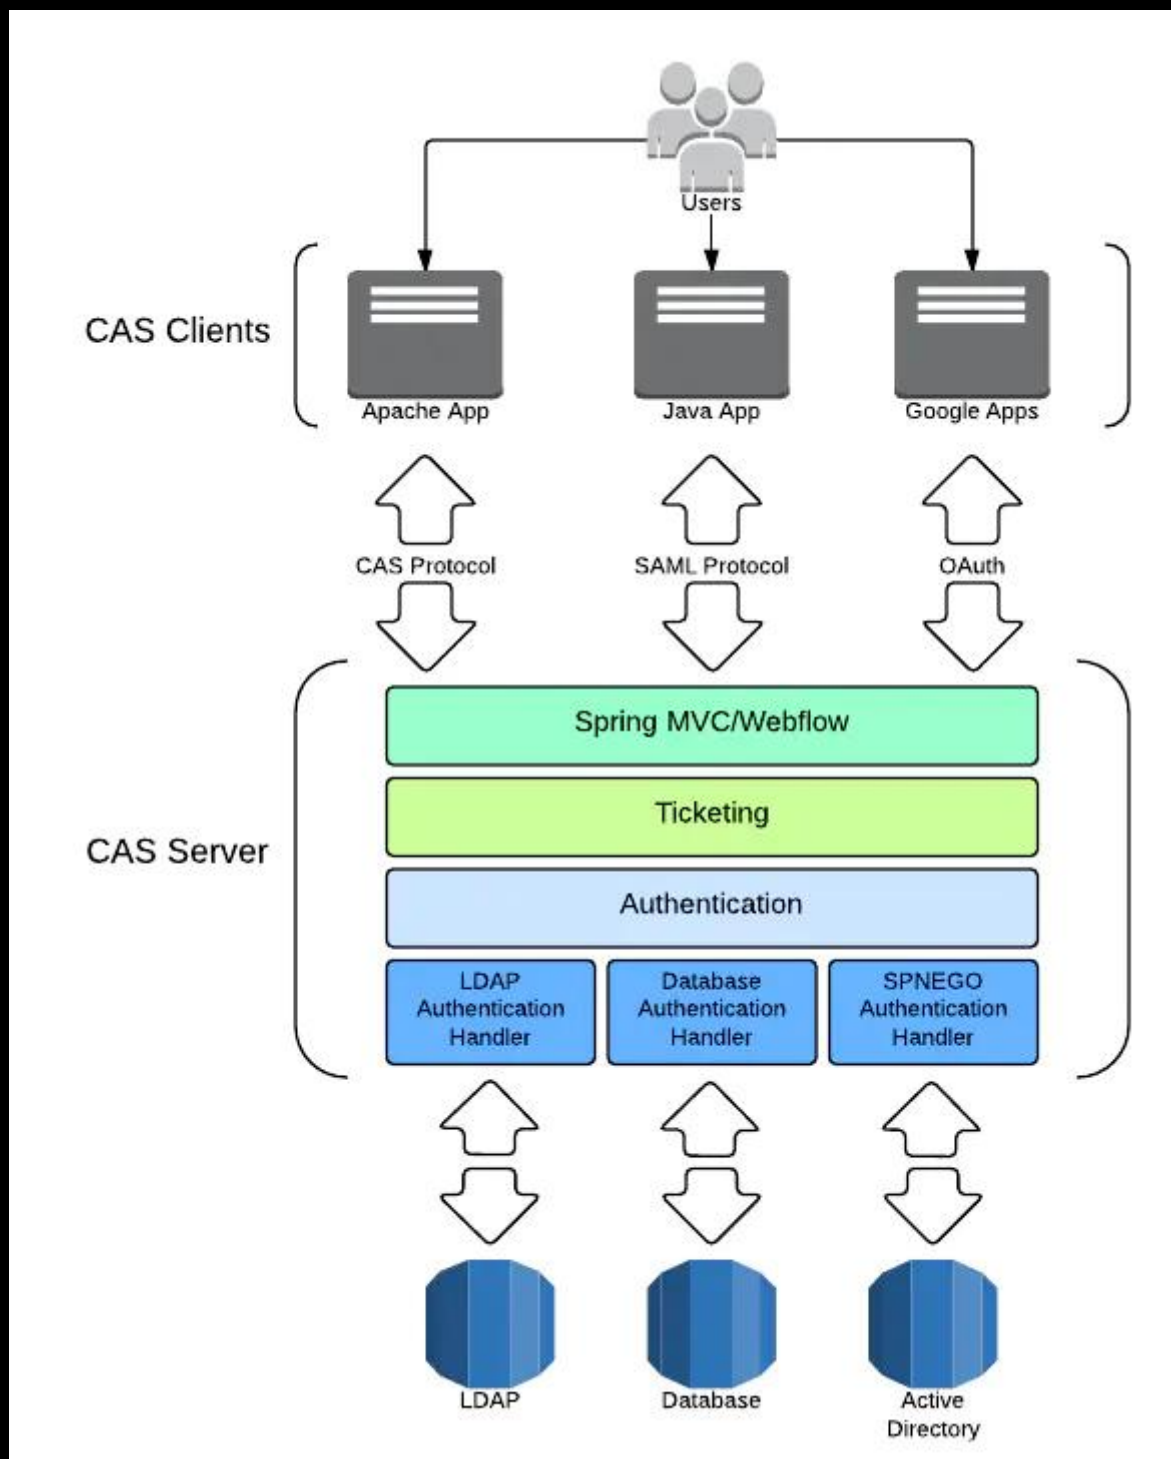 Users
CAS Clients
Apache App
Java App
Google Apps
CAS Protocol
SAML Protocol
OAuth
Spring MVC/Webflow
Ticketing
CAS Server
Authentication
LDAP
Authentication
Handler
Database
Authentication
Handler
SPNEGO
Authentication
Handler
LDAP
Database
Active
Directory